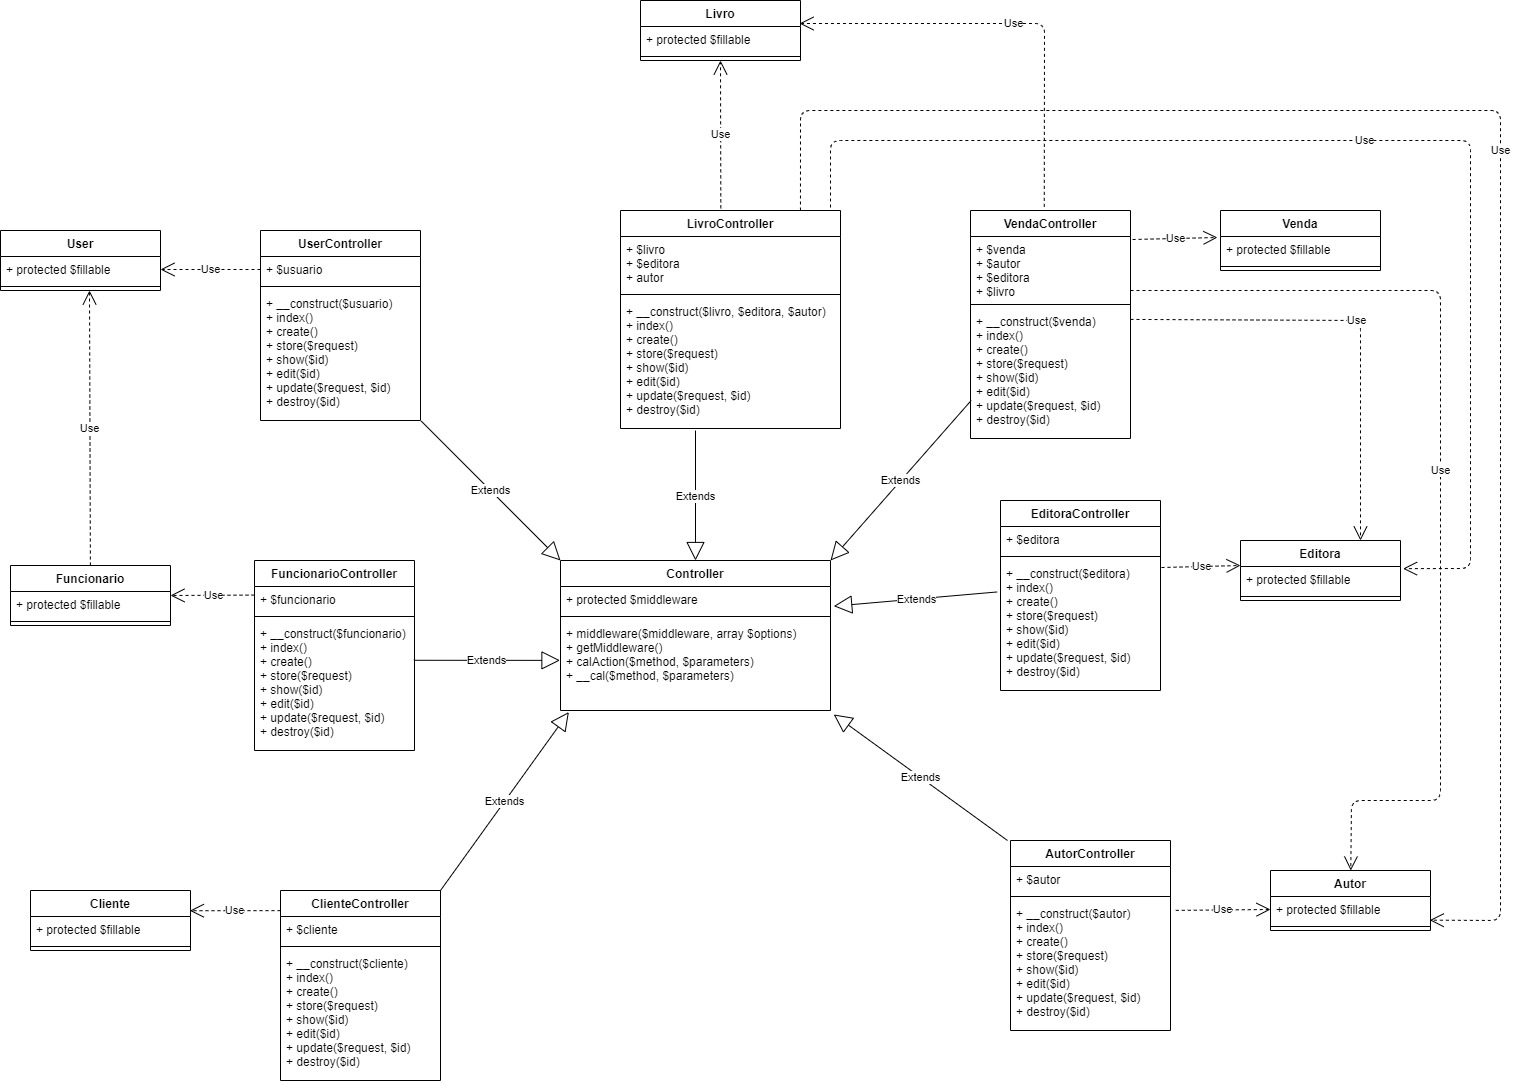 Livro
+ protected $fillable
Use
Use
Use
Use
User
+ protected $fillable
Use
UserController
+ $usuario
+ __construct($usuario)
+ index()
+ create()
+ store($request)
+ show($id)
+ edit($id)
+ update($request, $id)
+ destroy($id)
LivroController
+ $livro
+ $editora
+ autor
+ __construct($livro, $editora, $autor)
+ index()
+ create()
+ store($request)
+ show($id)
+ edit($id)
+ update($request, $id)
+ destroy($id)
VendaController
+ $venda
+ $autor
+ $editora
+ $livro
+ __construct($venda)
+ index()
+ create()
+ store($request)
+ show($id)
+ edit($id)
+ update($request, $id)
+ destroy($id)
Use
Venda
+ protected $fillable
Use
Use
Use
Extends
Extends
Extends
Funcionario
+ protected $fillable
Use
FuncionarioController
+ $funcionario
+ __construct($funcionario)
+ index()
+ create()
+ store($request)
+ show($id)
+ edit($id)
+ update($request, $id)
+ destroy($id)
Extends
Controller
+ protected $middleware
+ middleware($middleware, array $options)
+ getMiddleware()
+ calAction($method, $parameters)
+ __cal($method, $parameters)
Extends
EditoraController
+ $editora
+ __construct($editora)
+ index()
+ create()
+ store($request)
+ show($id)
+ edit($id)
+ update($request, $id)
+ destroy($id)
Use
Editora
+ protected $fillable
Extends
Extends
Cliente
+ protected $fillable
Use
ClienteController
+ $cliente
+ __construct($cliente)
+ index()
+ create()
+ store($request)
+ show($id)
+ edit($id)
+ update($request, $id)
+ destroy($id)
AutorController
+ $autor
+ __construct($autor)
+ index()
+ create()
+ store($request)
+ show($id)
+ edit($id)
+ update($request, $id)
+ destroy($id)
Use
Autor
+ protected $fillable